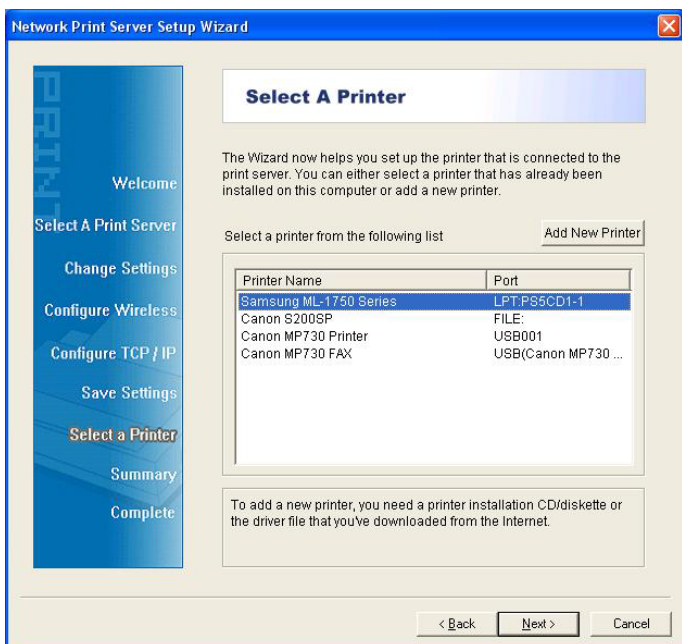 Network Print Server Setup Wizard
PRINT
Welcome
Select A Print Server
Change Settings
Configure Wireless
Configure TCP / IP
Save Settings
Select a Printer
Summary
Complete
Select A Printer
The Wizard now helps you set up the printer that is connected to the
print server. You can either select a printer that has already been
installed on this computer or add a new printer.
Select a printer from the following list
Add New Printer
Printer Name Port
Samsung ML-1750 Series LPT:PS5CD1-1
Canon S200SP FILE:
Canon MP730 Printer USB001
Canon MP730 FAX USB(Canon MP730 ...
To add a new printer, you need a printer installation CD/diskette or
the driver file that you've downloaded from the Internet.
< Back Next > Cancel